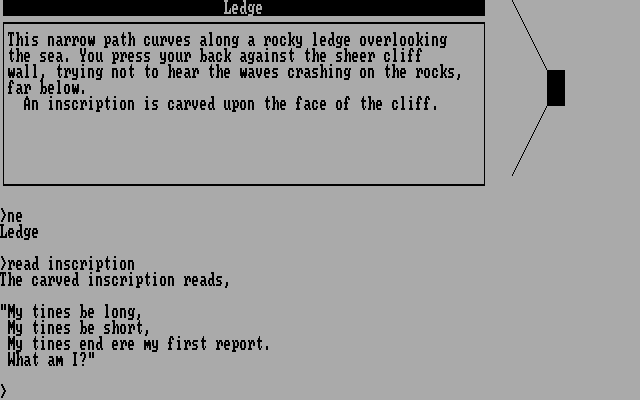 Ledge
This narrow path curves along a rocky ledge overlooking
the sea. You press your back against the sheer cliff
wall, trying not to hear the waves crashing on the rocks,
far below.
An inscription is carved upon the face of the cliff.
>ne
Ledge
>read inscription
The carved inscription reads,
"My tines be long,
My tines be short,
My tines end ere my first report.
What am I?"
>